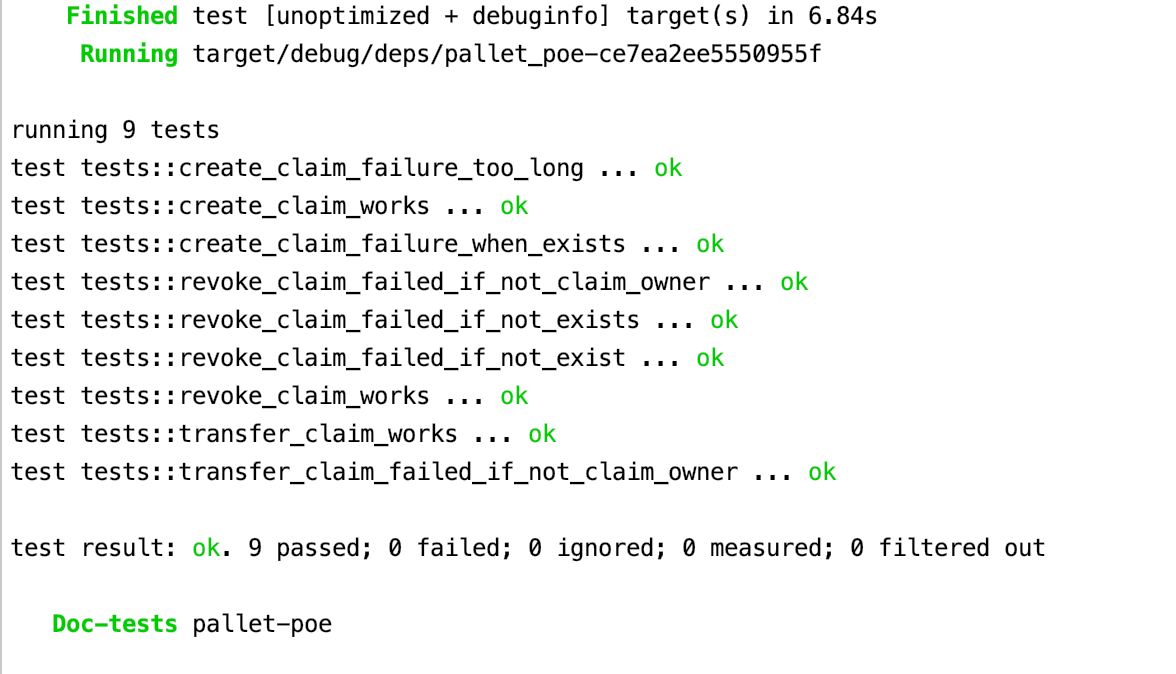 Finished test [unoptimized + debuginfo] target(s) in 6.84s
Running target/debug/deps/pallet_poe-ce7ea2ee5550955f
running 9 tests
test tests::create_claim_failure_too_long ... ok
test tests::create_claim_works ... ok
test tests::create_claim_failure_when_exists ... ok
test tests::revoke_claim_failed_if_not_claim_owner ... ok
test tests::revoke_claim_failed_if_not_exists ... ok
test tests::revoke_claim_failed_if_not_exist ... ok
test tests::revoke_claim_works ... ok
test tests::transfer_claim_works ... ok
test tests::transfer_claim_failed_if_not_claim_owner ... ok
test result: ok. 9 passed; 0 failed; 0 ignored; 0 measured; 0 filtered out
Doc-tests pallet-poe